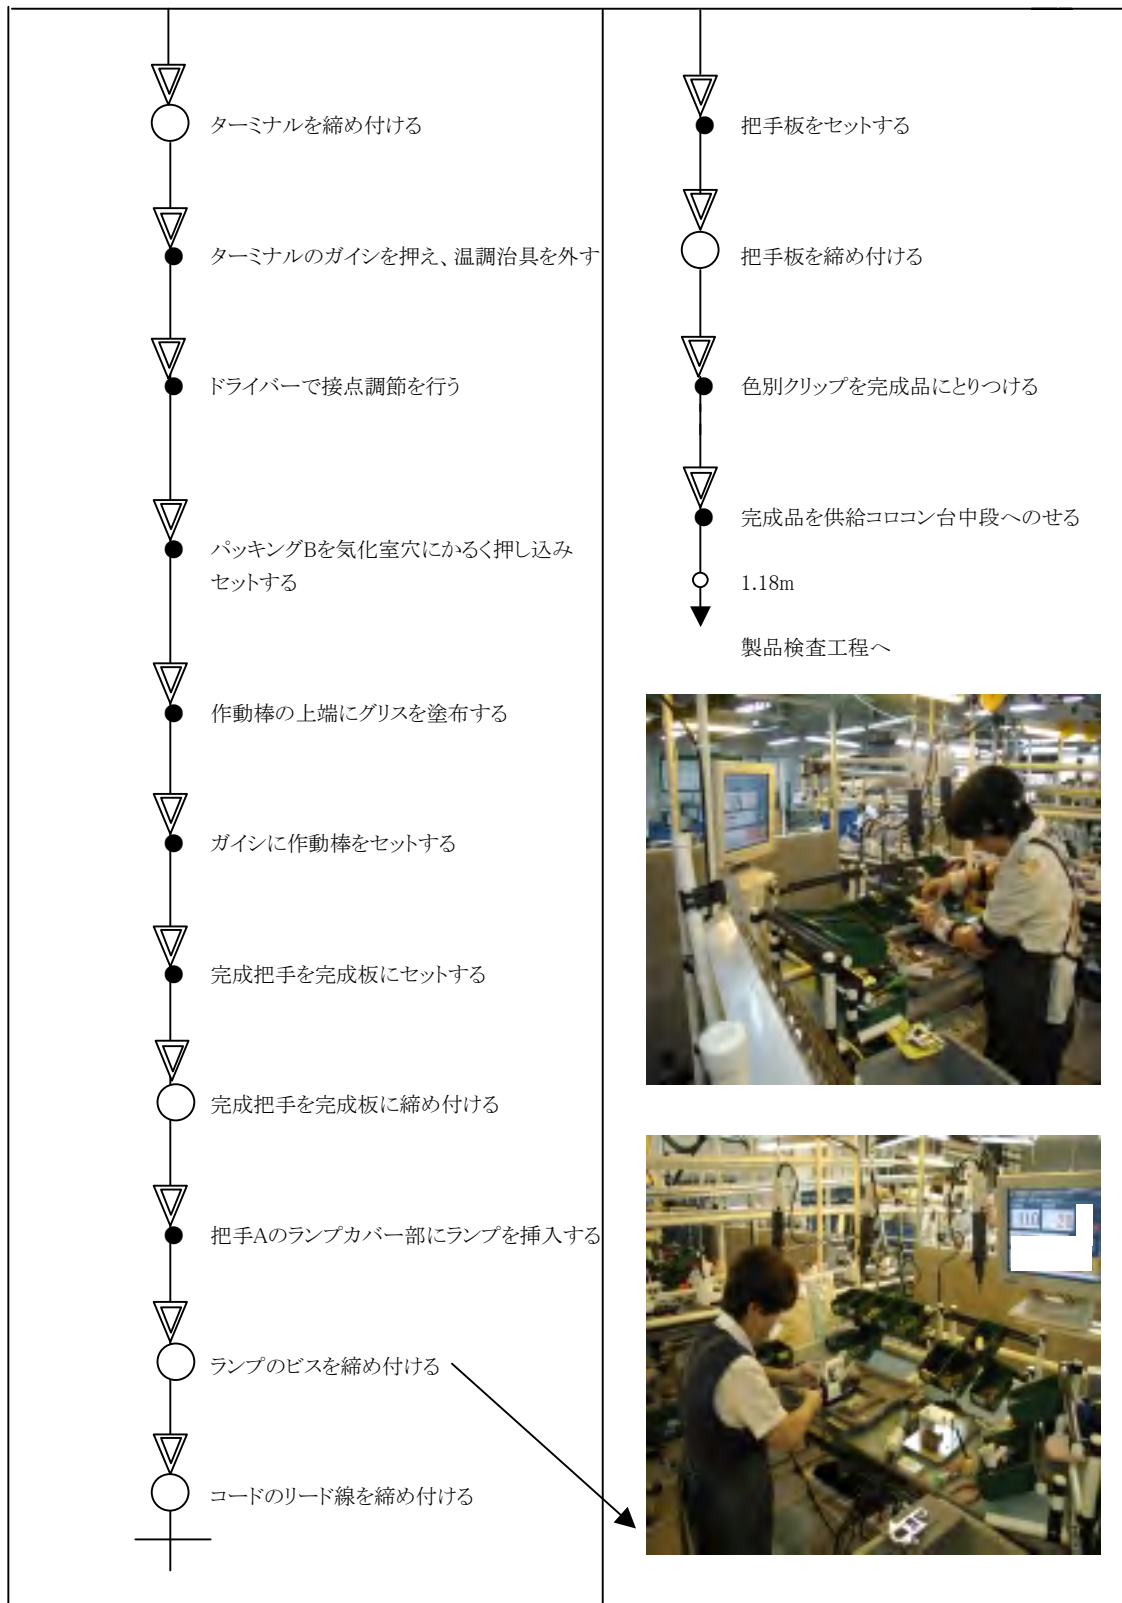 ターミナルを締め付ける
ターミナルのガイシを押え、温調治具を外す
ドライバーで接点調節を行う
パッキングBを気化室穴にかるく押し込み
セットする
作動棒の上端にグリスを塗布する
ガイシに作動棒をセットする
完成把手を完成板にセットする
完成把手を完成板に締め付ける
把手Aのランプカバー部にランプを挿入する
ランプのビスを締め付ける
コードのリード線を締め付ける
把手板をセットする
把手板を締め付ける
色別クリップを完成品にとりつける
完成品を供給コロコン台中段へのせる
1.18m
製品検査工程へ